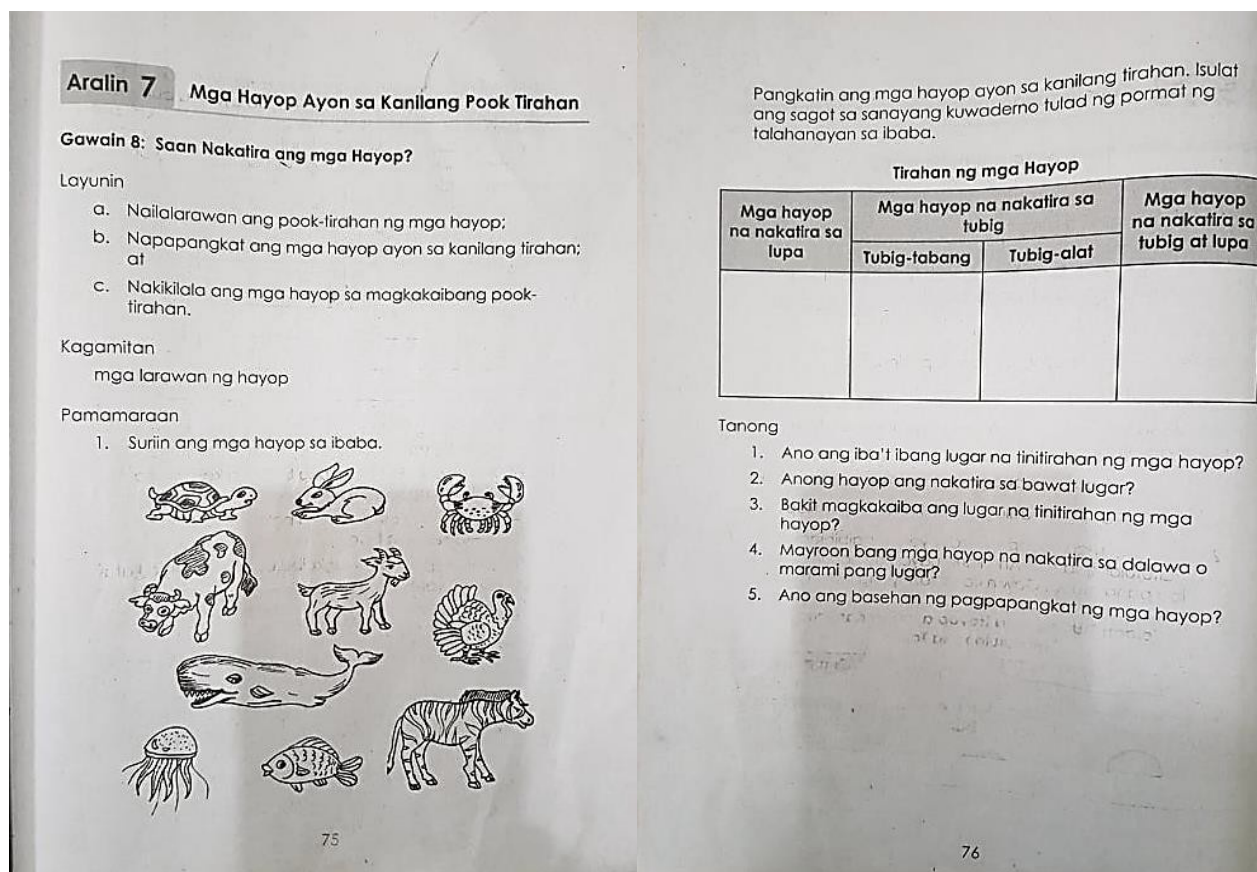 Aralin 7 Mga Hayop Ayon sa Kanilang Pook Tirahan
Gawain 8: Saan Nakatira ang mga Hayop?
Layunin
a. Nailalarawan ang pook-tirahan ng mga hayop;
b. Napapangkat ang mga hayop ayon sa kanilang tirahan;
at
c. Nakikilala ang mga hayop sa magkakaibang pook-
tirahan.
Kagamitan
mga larawan ng hayop
Pamamaraan
1. Suriin ang mga hayop sa ibaba.
75
Pangkatin ang mga hayop ayon sa kanilang tirahan. Isulat
ang sagot sa sanayang kuwaderno tulad ng pormat ng
talahanayan sa ibaba.
Tirahan ng mga Hayop
Mga hayop
na nakatira sa
lupa
Mga hayop na nakatira sa
tubig
Tubig-tabang
Tubig-alat
Mga hayop
na nakatira sa
tubig at lupa
Tanong
1. Ano ang iba't ibang lugar na tinitirahan ng mga hayop?
2. Anong hayop ang nakatira sa bawat lugar?
3. Bakit magkakaiba ang lugar na tinitirahan ng mga
hayop?
4. Mayroon bang mga hayop na nakatira sa dalawa o
marami pang lugar?
5. Ano ang basehan ng pagpapangkat ng mga hayop?
76